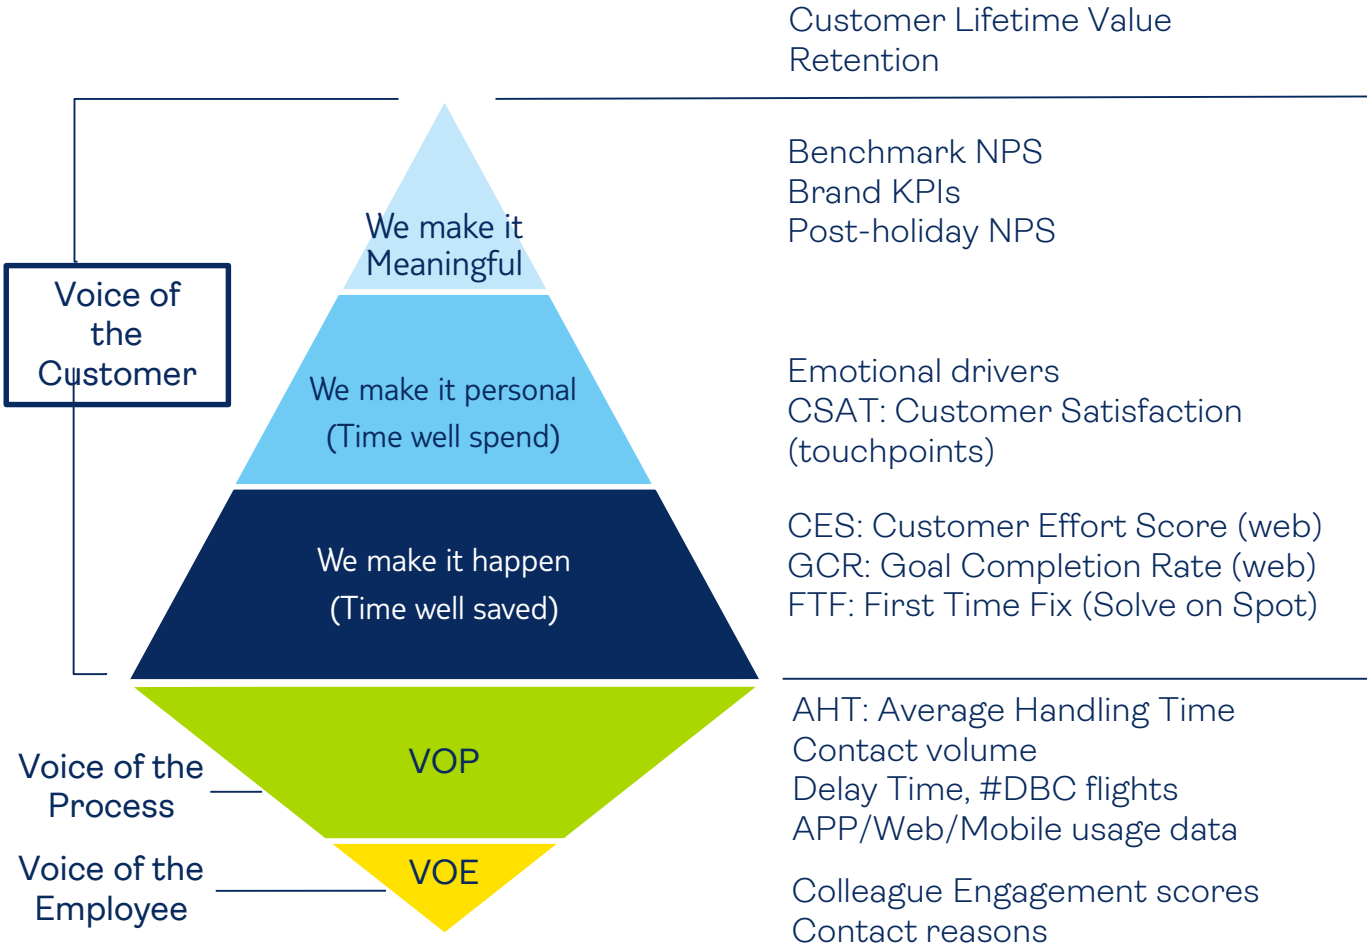 Customer Lifetime Value
Retention
Benchmark NPS
Brand KPIs
Post-holiday NPS
We make it
Meaningful
Voice of
the
Customer
We make it personal
(Time well spend)
Emotional drivers
CSAT: Customer Satisfaction
(touchpoints)
We make it happen
(Time well saved)
CES: Customer Effort Score (web)
GCR: Goal Completion Rate (web)
FTF: First Time Fix (Solve on Spot)
VOP
Voice of the
Process
AHT: Average Handling Time
Contact volume
Delay Time, #DBC flights
APP/Web/Mobile usage data
VOE
Voice of the
Employee
Colleague Engagement scores
Contact reasons